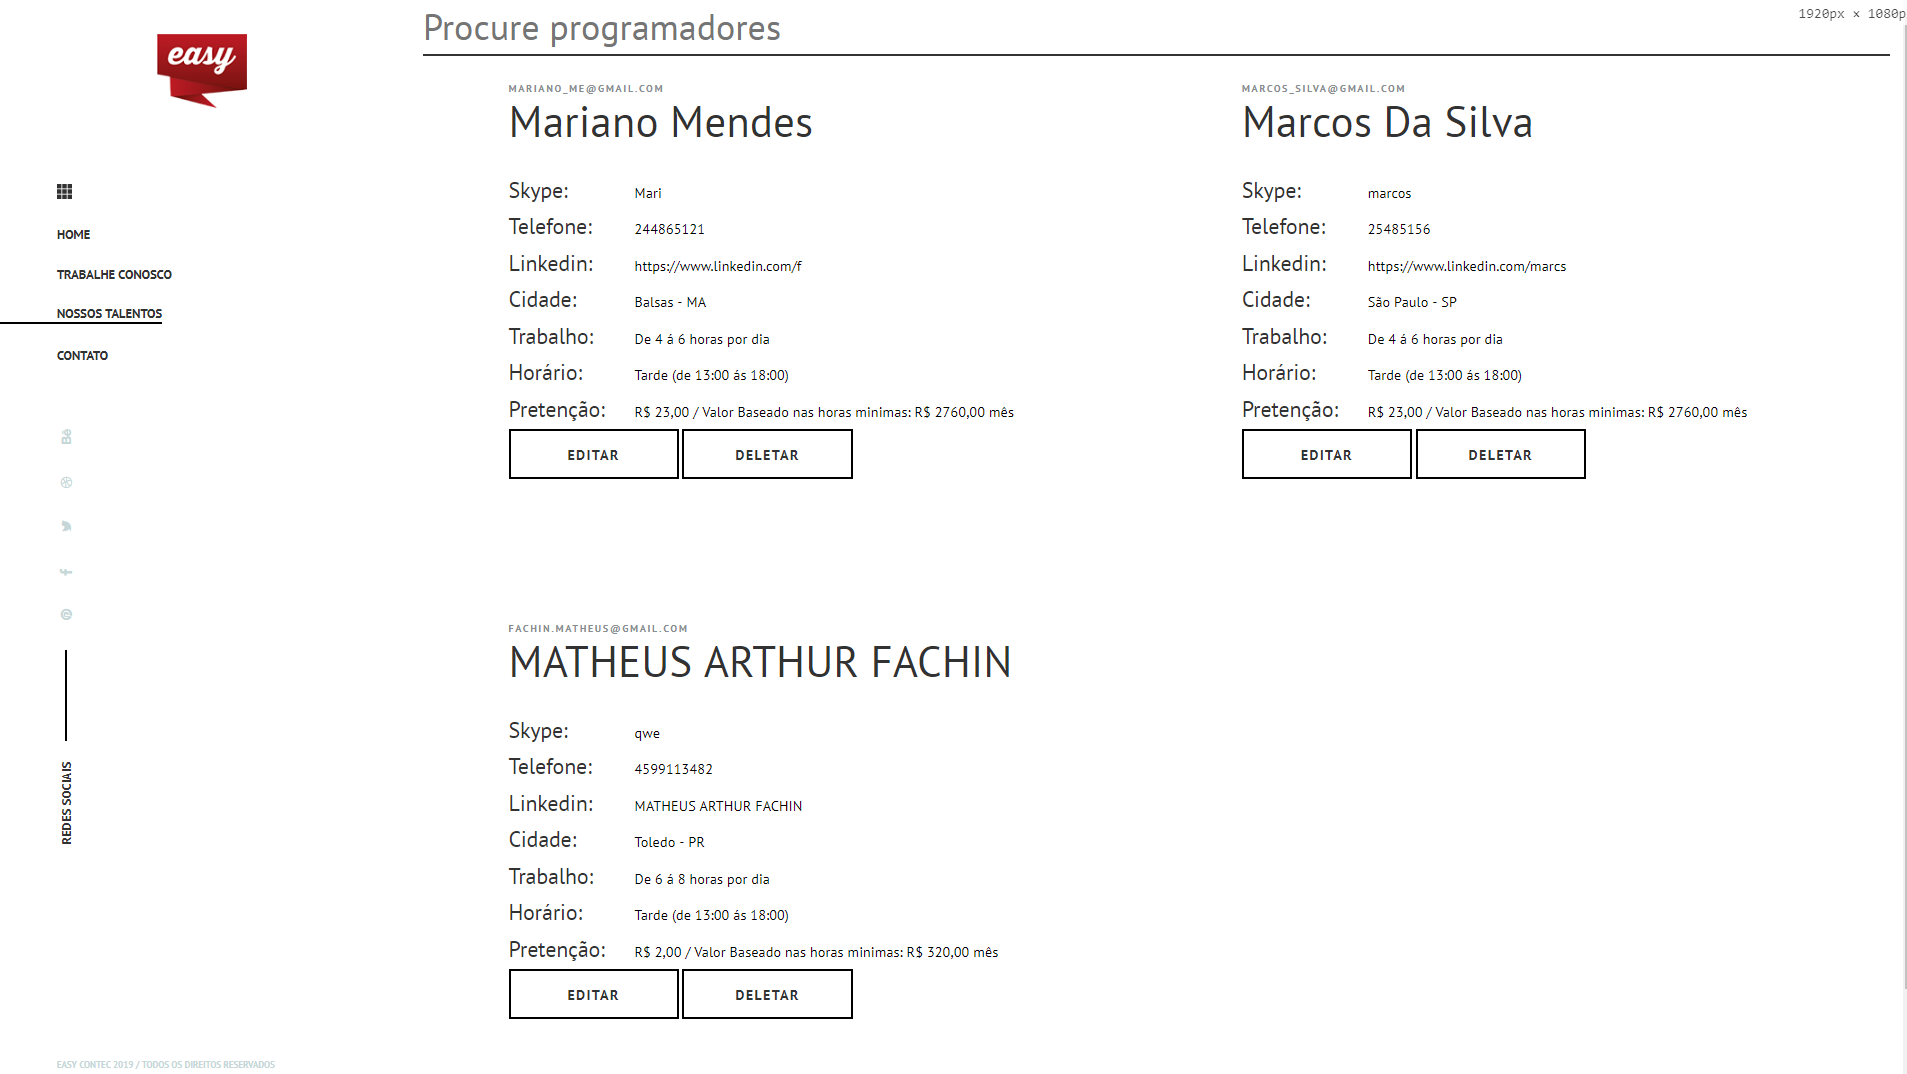 easy
HOME
TRABALHE CONOSCO
NOSSOS TALENTOS
CONTATO
Bē
REDES SOCIAIS
EASY CONTEC 2019 / TODOS OS DIREITOS RESERVADOS
1920px × 1080p
Procure programadores
MARIANO_ME@GMAIL.COM
Mariano Mendes
Skype: Mari
Telefone: 244865121
Linkedin: https://www.linkedin.com/f
Cidade: Balsas - MA
Trabalho: De 4 á 6 horas por dia
Horário: Tarde (de 13:00 ás 18:00)
Pretenção: R$ 23,00 / Valor Baseado nas horas minimas: R$ 2760,00 mês
EDITAR DELETAR
MARCOS_SILVA@GMAIL.COM
Marcos Da Silva
Skype: marcos
Telefone: 25485156
Linkedin: https://www.linkedin.com/marcs
Cidade: São Paulo - SP
Trabalho: De 4 á 6 horas por dia
Horário: Tarde (de 13:00 ás 18:00)
Pretenção: R$ 23,00 / Valor Baseado nas horas minimas: R$ 2760,00 mês
EDITAR DELETAR
FACHIN.MATHEUS@GMAIL.COM
MATHEUS ARTHUR FACHIN
Skype: qwe
Telefone: 4599113482
Linkedin: MATHEUS ARTHUR FACHIN
Cidade: Toledo - PR
Trabalho: De 6 á 8 horas por dia
Horário: Tarde (de 13:00 ás 18:00)
Pretenção: R$ 2,00 / Valor Baseado nas horas minimas: R$ 320,00 mês
EDITAR DELETAR